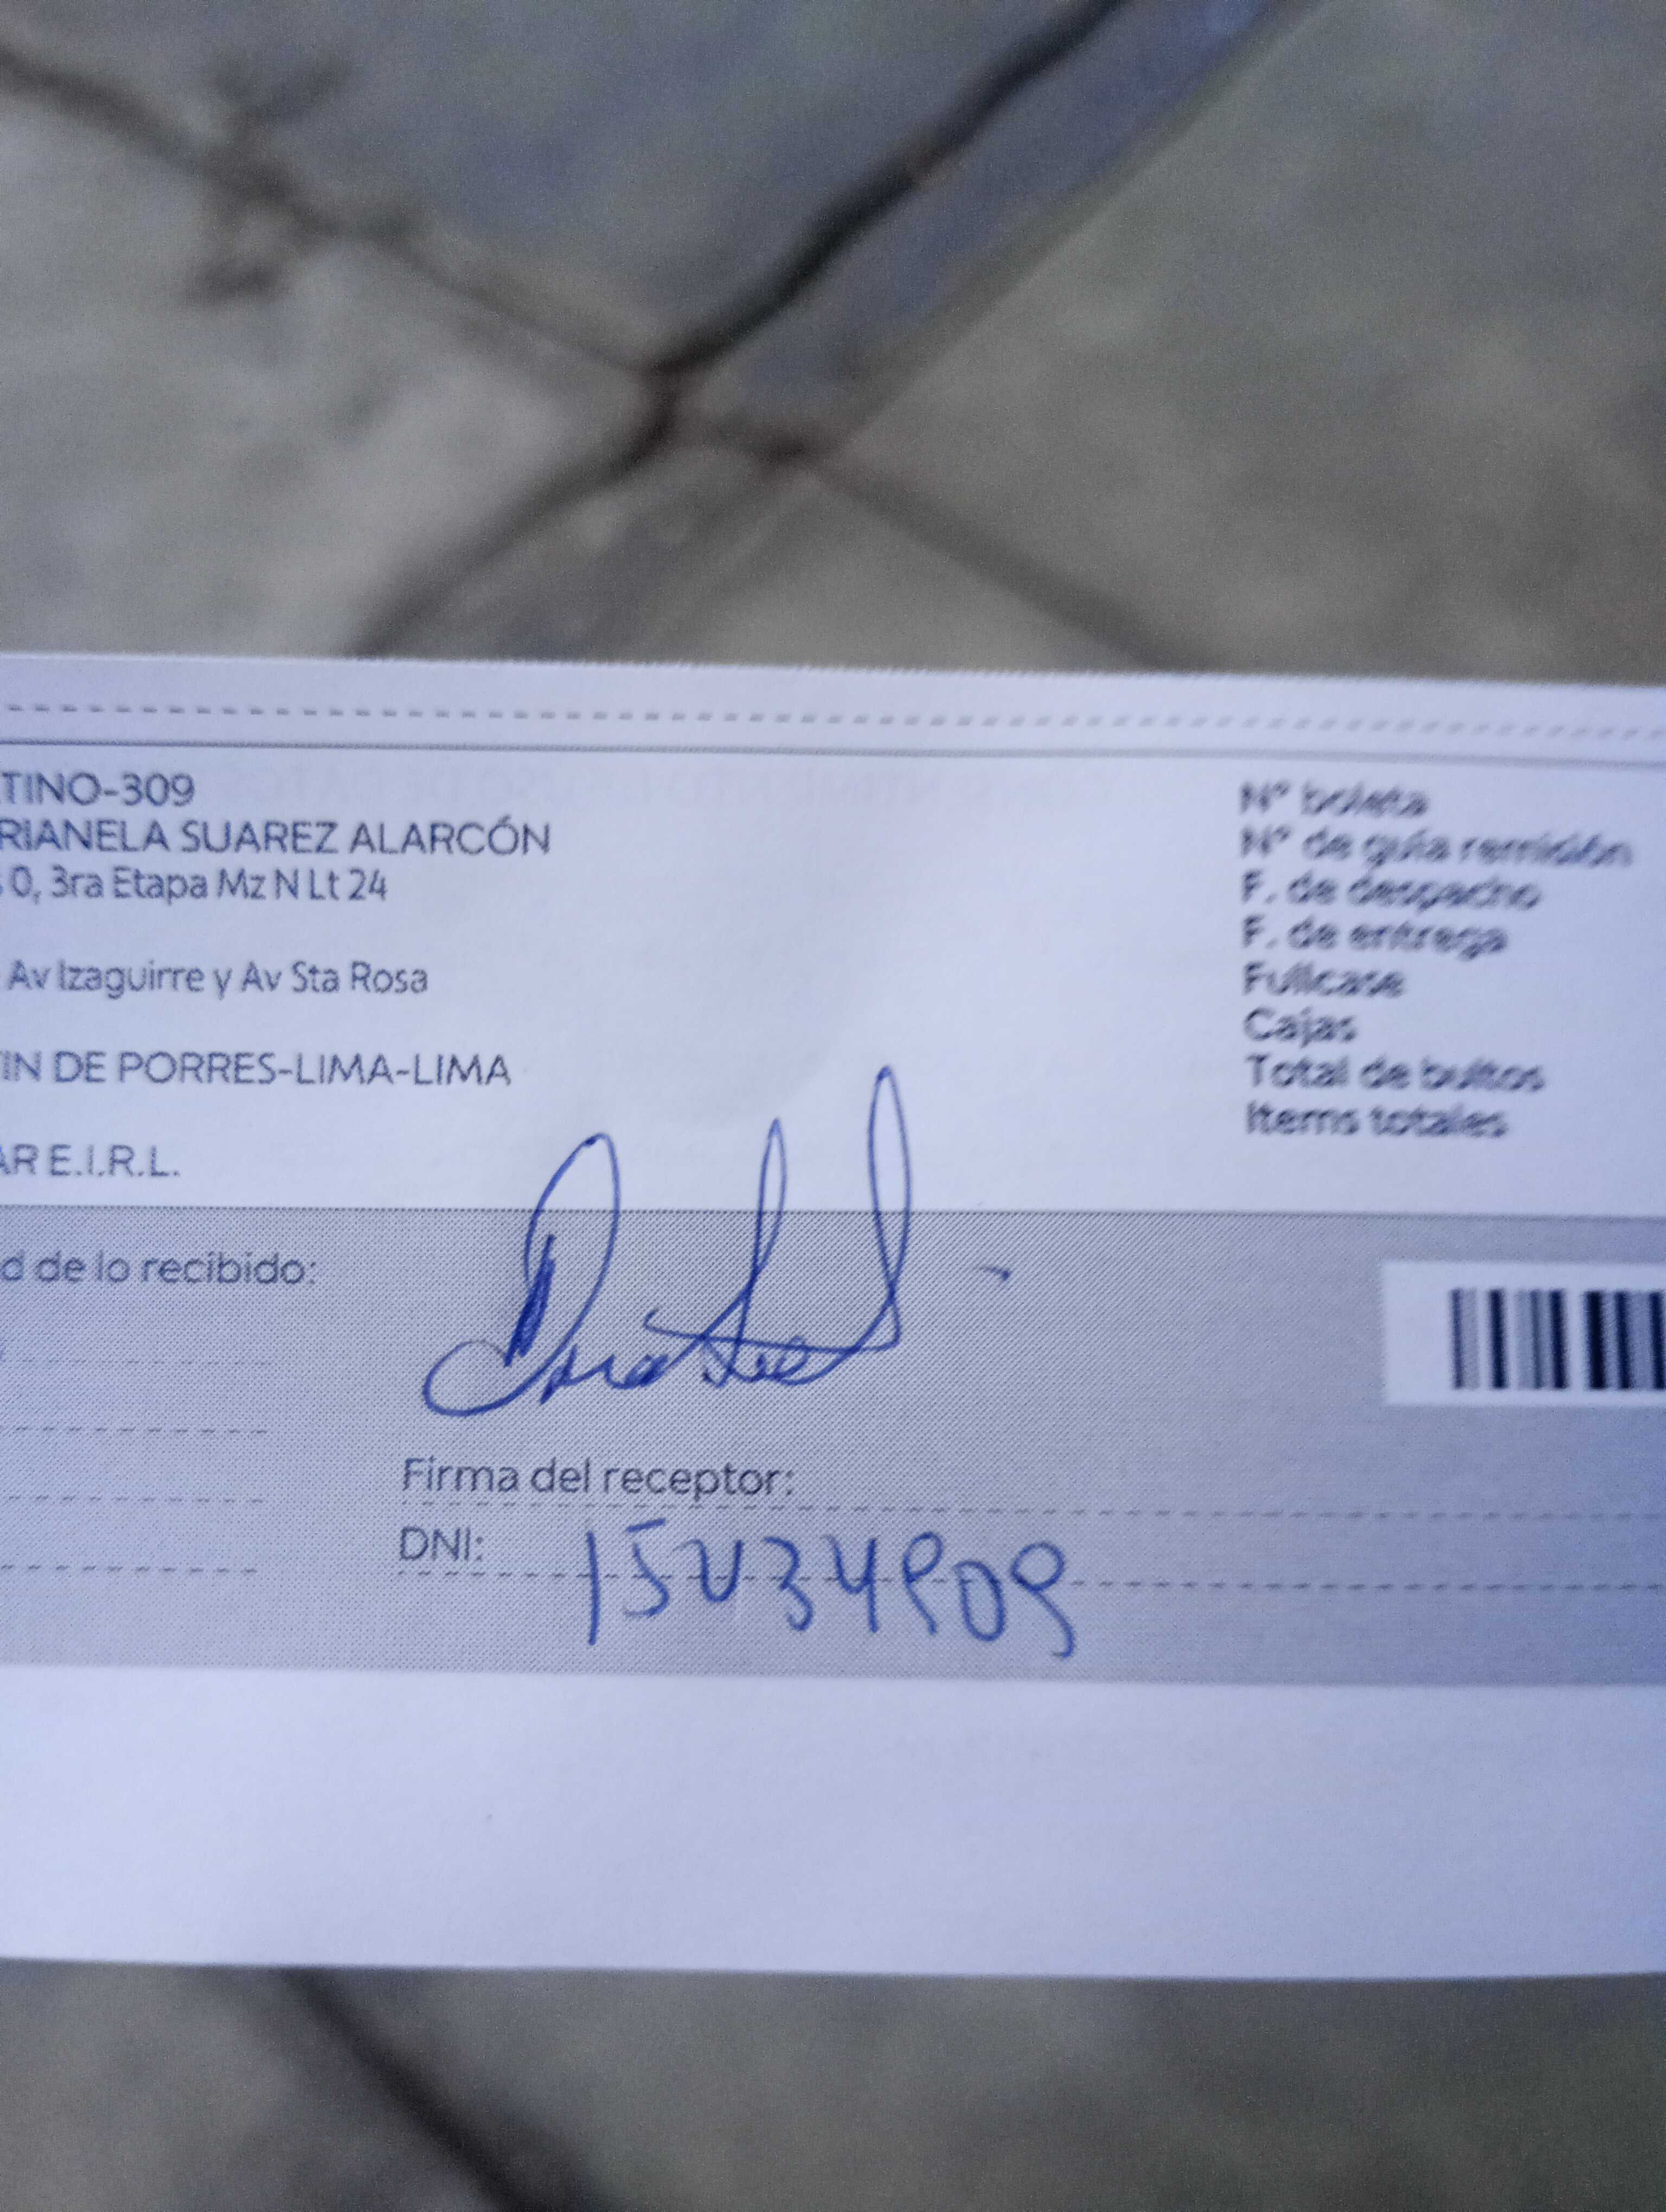 TINO-309
RIANELA SUAREZ ALARCÓN
0, 3ra Etapa Mz N Lt 24
Av Izaguirre y Av Sta Rosa
IN DE PORRES-LIMA-LIMA
AR E.I.R.L.
N° boleta
N° de guía remisión
F. de despacho
F. de entrega
Fullcase
Cajas
Total de bultos
Items totales
d de lo recibido:
Firma del receptor:
DNI: 15434909